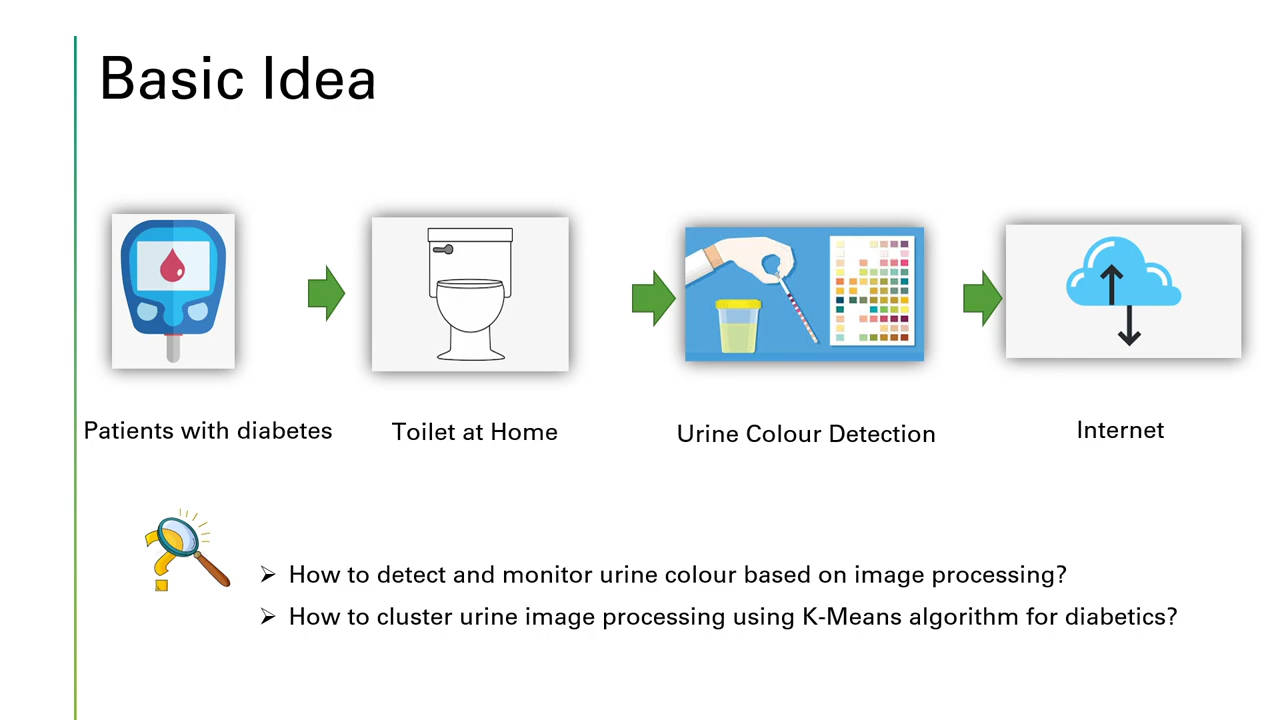 Basic Idea
Patients with diabetes
Toilet at Home
Urine Colour Detection
Internet
➢ How to detect and monitor urine colour based on image processing?
➢ How to cluster urine image processing using K-Means algorithm for diabetics?